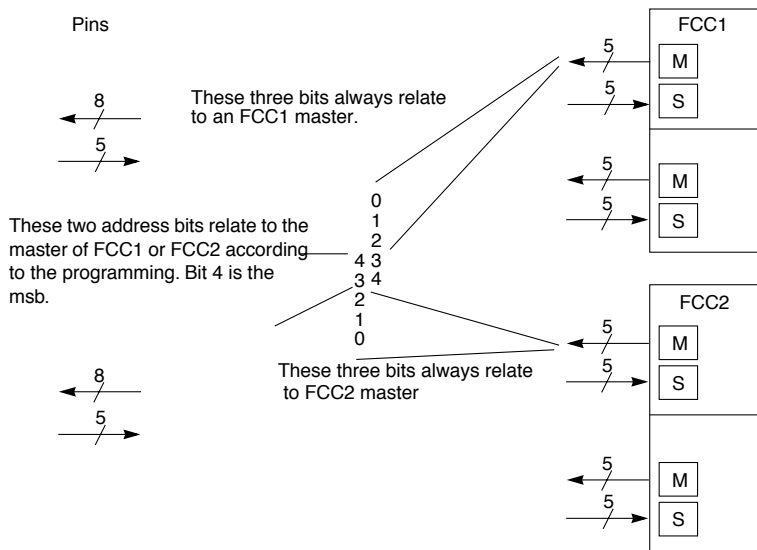 Pins
FCC1
5
M
5
S
8
These three bits always relate
to an FCC1 master.
5
5
M
5
S
0
1
2
4 3
3 4
2
1
0
These two address bits relate to the
master of FCC1 or FCC2 according
to the programming. Bit 4 is the
msb.
FCC2
5
M
5
S
These three bits always relate
to FCC2 master
8
5
5
M
5
S